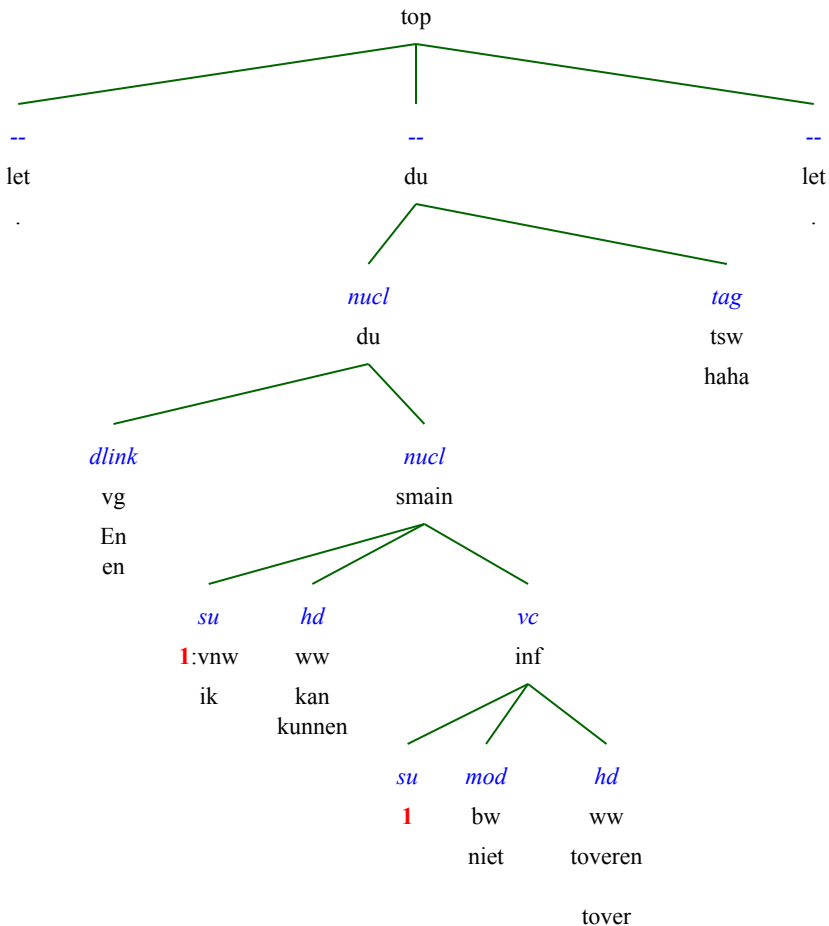 top
-- -- --
let du let
. .
nucl tag
du tsw
haha
dlink nucl
vg smain
En
en
su hd vc
1:vnw ww inf
ik kan
kunnen
su mod hd
1 bw ww
niet toveren
tover